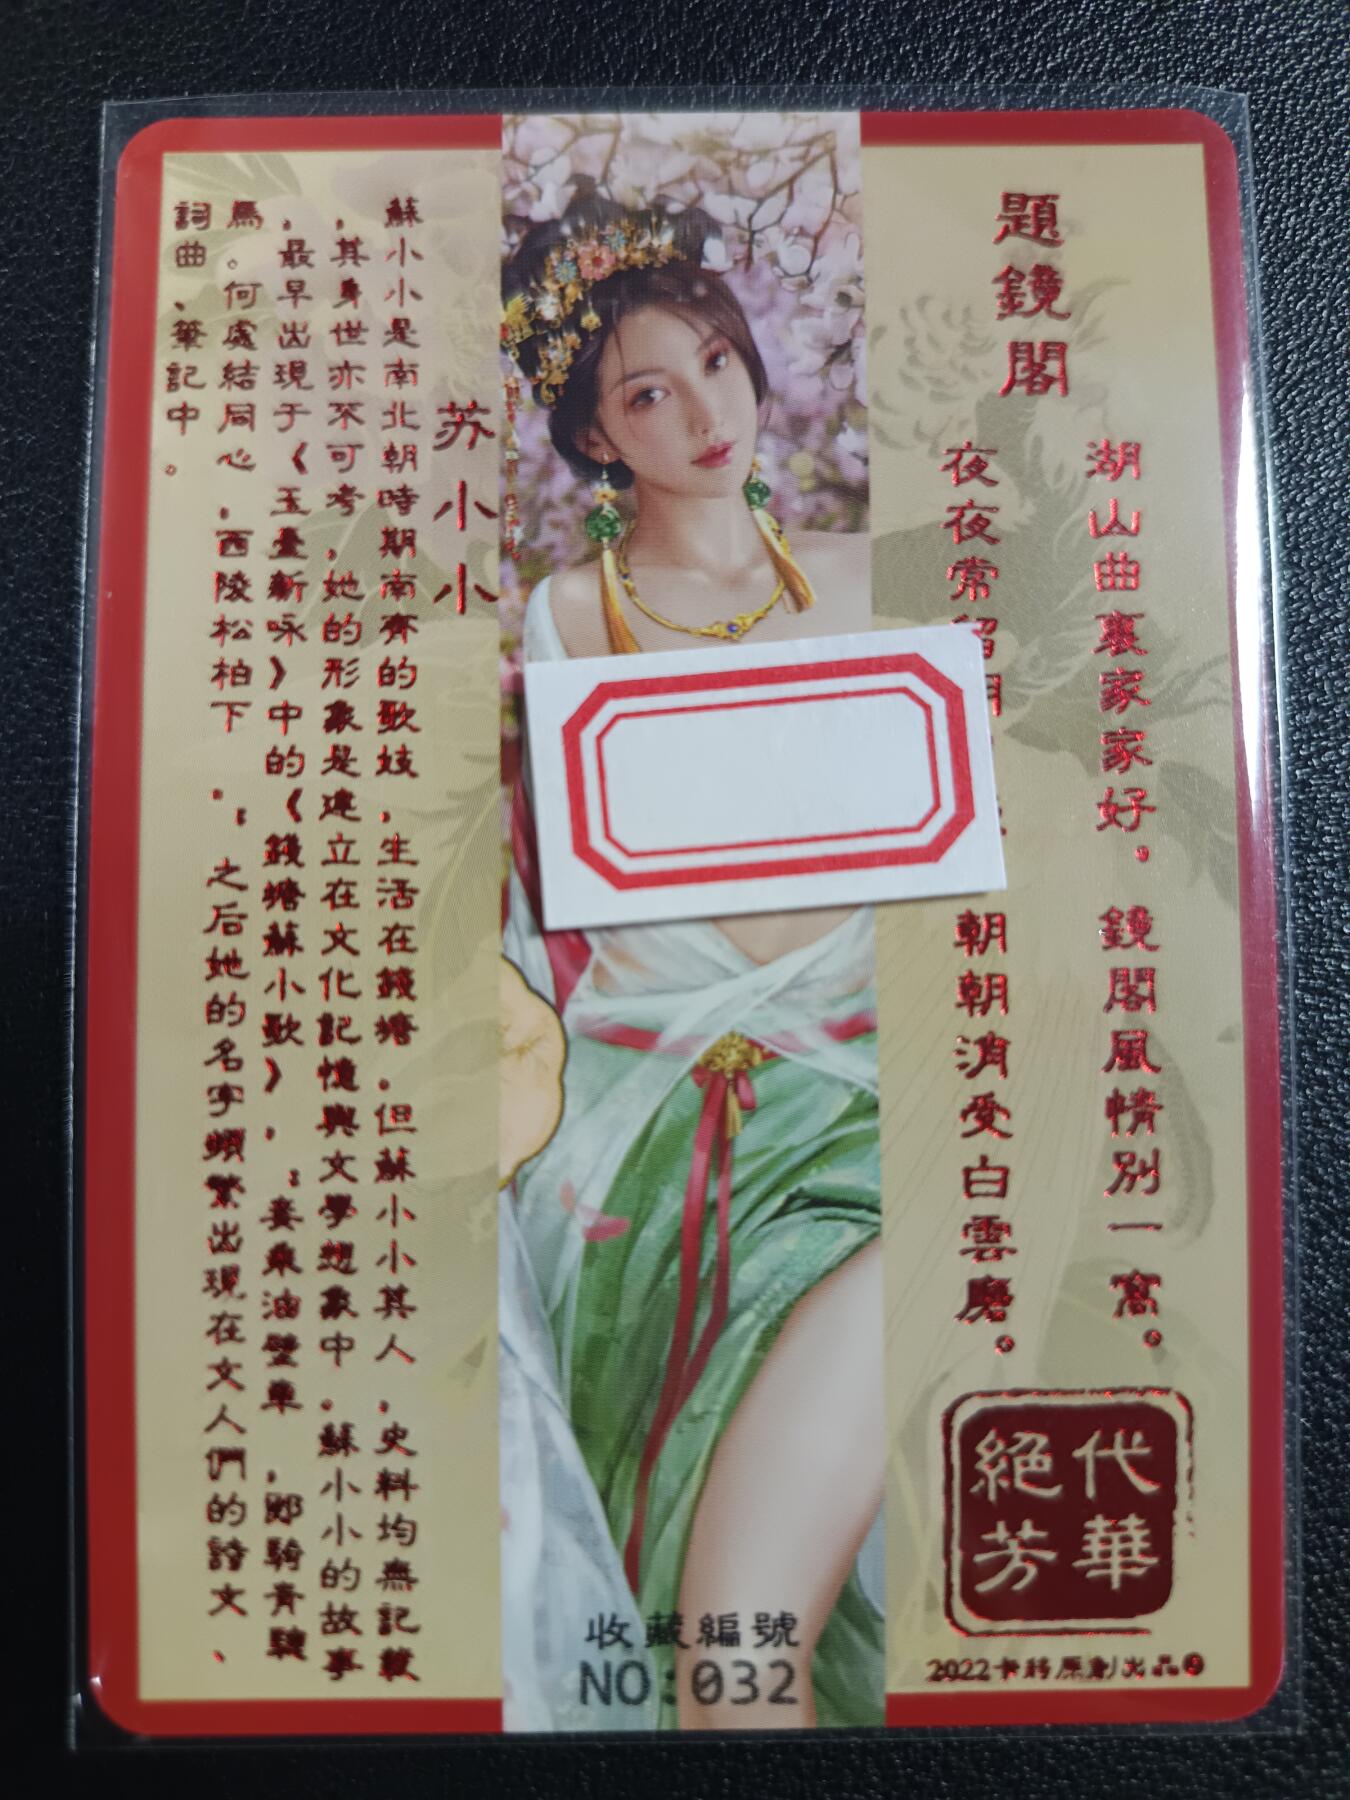 題鏡閣
湖山曲裏家家好。鏡閣風情別一窩。
夜夜常 朝朝消受白雲磨。
代華
絕芳
2022卡將原創出品
收藏編號
NO:032
苏小小
蘇小小是南北朝時期南齊的歌妓,生活在錢塘.但蘇小小其人,史料均無記載
,其身世亦不可考,她的形象是建立在文化記憶與文學想象中.蘇小小的故事
,最早出現于《玉臺新咏》中的《錢塘蘇小歌》,:妾乘油壁車,郎騎青驄
馬。何處結同心,西陵松柏下.:之后她的名字頻繁出現在文人們的詩文、
詞曲、筆記中。